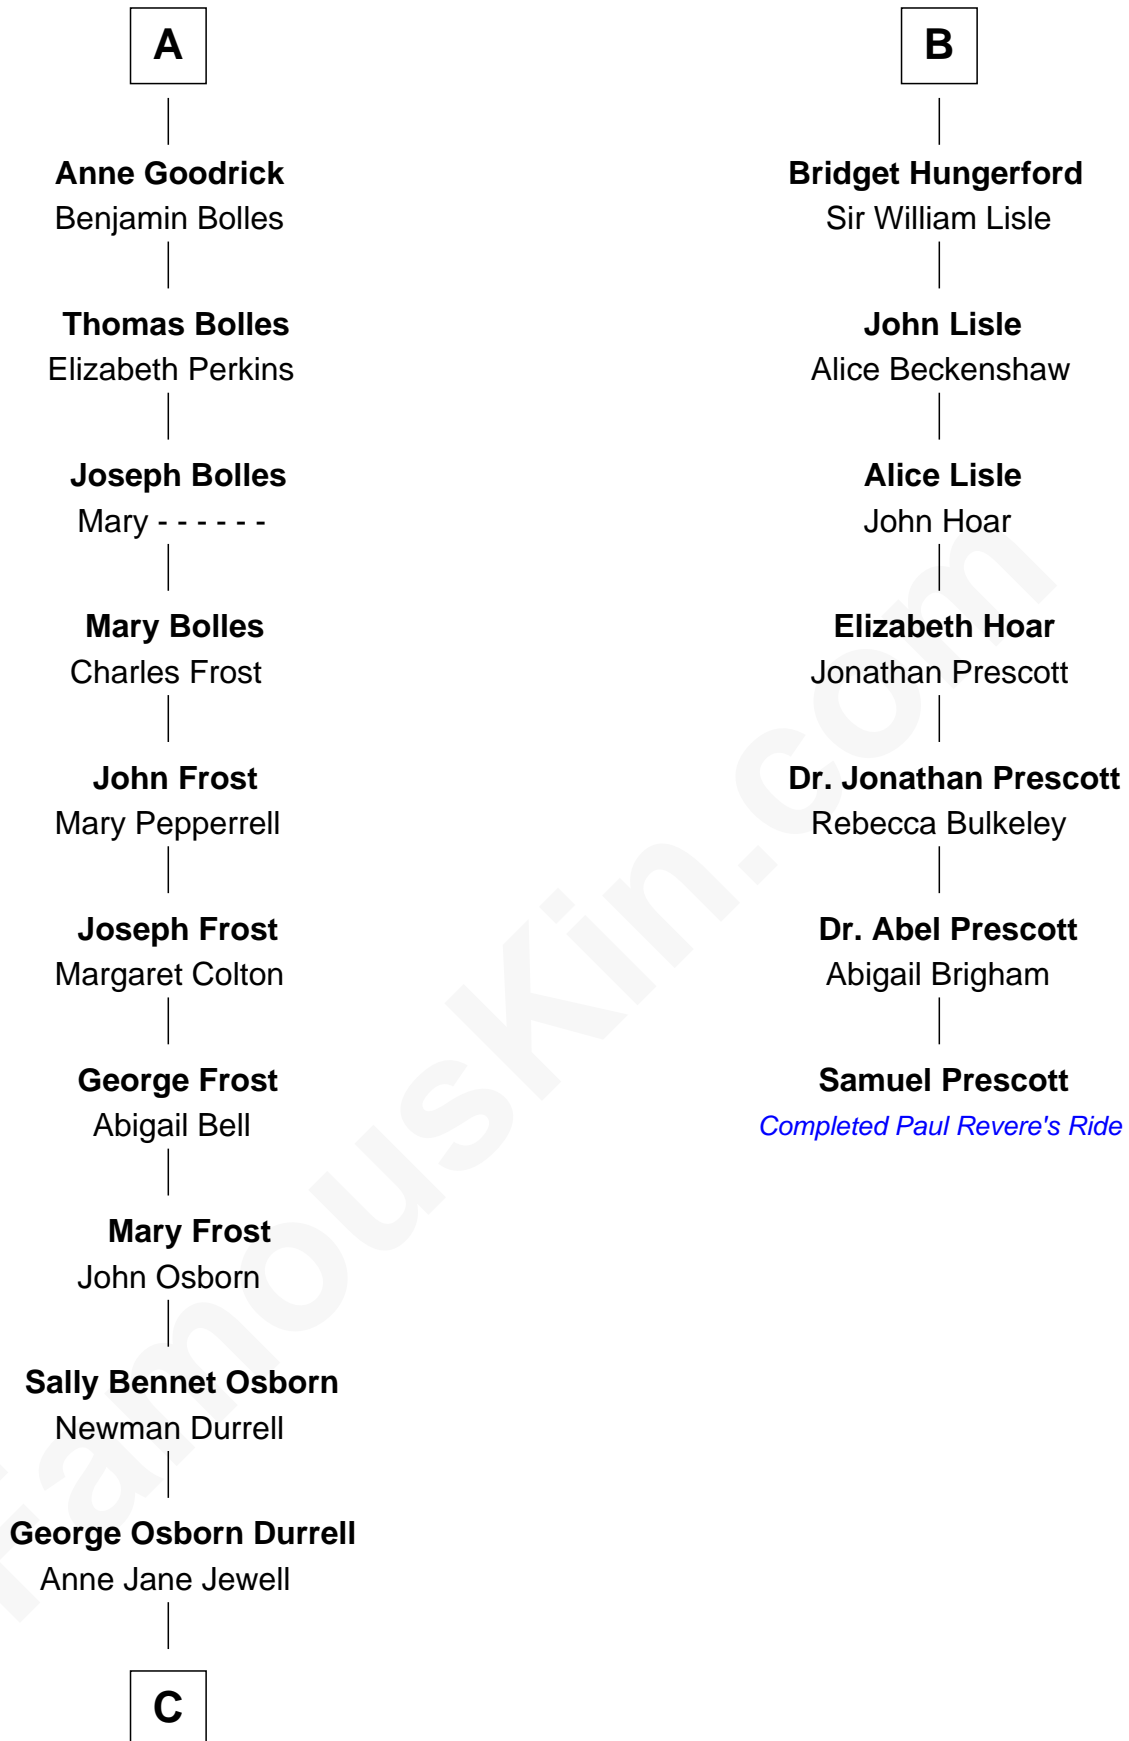 A
Anne Goodrick
Benjamin Bolles
Thomas Bolles
Elizabeth Perkins
Joseph Bolles
Mary - - - - - -
Mary Bolles
Charles Frost
John Frost
Mary Pepperrell
Joseph Frost
Margaret Colton
George Frost
Abigail Bell
Mary Frost
John Osborn
Sally Bennet Osborn
Newman Durrell
George Osborn Durrell
Anne Jane Jewell
C
B
Bridget Hungerford
Sir William Lisle
John Lisle
Alice Beckenshaw
Alice Lisle
John Hoar
Elizabeth Hoar
Jonathan Prescott
Dr. Jonathan Prescott
Rebecca Bulkeley
Dr. Abel Prescott
Abigail Brigham
Samuel Prescott
Completed Paul Revere's Ride
FamousKin.com